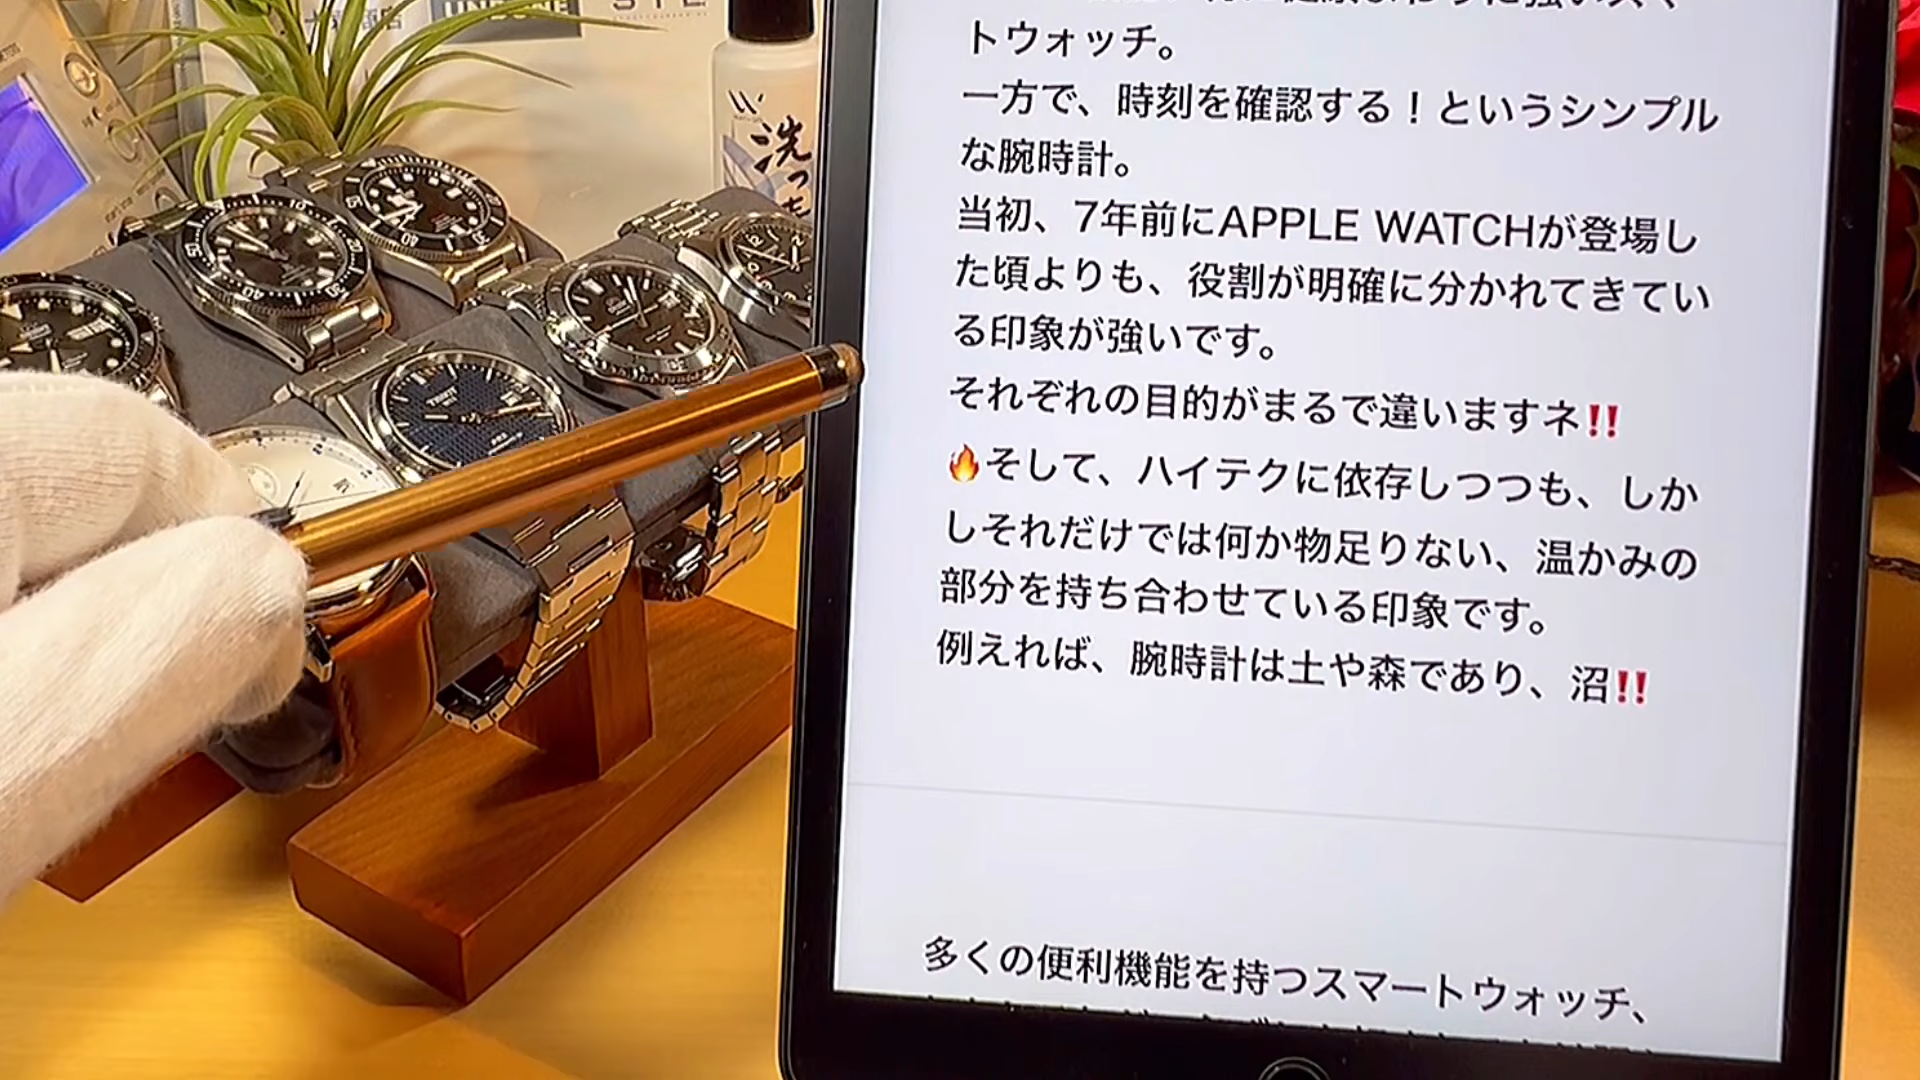 UNDONE
洗っ
トウォッチ。
一方で、時刻を確認する!というシンプル
な腕時計。
当初、7年前にAPPLE WATCHが登場し
た頃よりも、役割が明確に分かれてきてい
る印象が強いです。
それぞれの目的がまるで違いますネ‼️
🔥そして、ハイテクに依存しつつも、しか
しそれだけでは何か物足りない、温かみの
部分を持ち合わせている印象です。
例えれば、腕時計は土や森であり、沼‼️
多くの便利機能を持つスマートウォッチ、